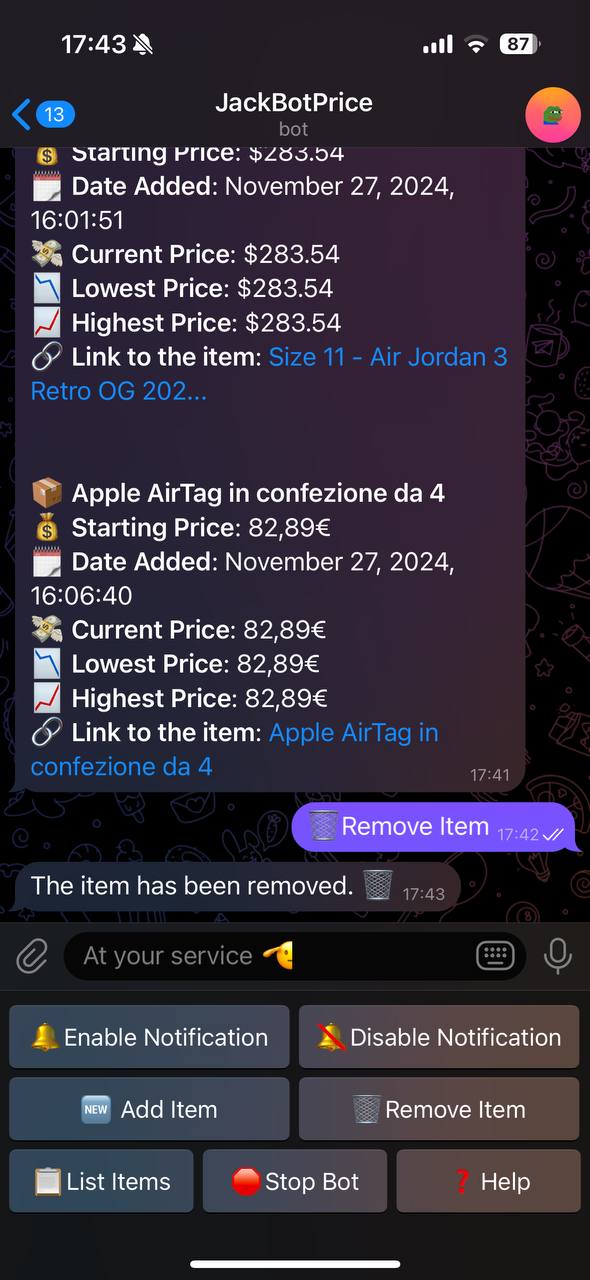 17:43
87
13
JackBotPrice
bot
Starting Price: $283.54
Date Added: November 27, 2024,
16:01:51
Current Price: $283.54
Lowest Price: $283.54
Highest Price: $283.54
Link to the item: Size 11 - Air Jordan 3
Retro OG 202...
Apple AirTag in confezione da 4
Starting Price: 82,89€
Date Added: November 27, 2024,
16:06:40
Current Price: 82,89€
Lowest Price: 82,89€
Highest Price: 82,89€
Link to the item: Apple AirTag in
confezione da 4
17:41
Remove Item 17:42
The item has been removed. 17:43
At your service
Enable Notification
Disable Notification
NEW Add Item
Remove Item
List Items
Stop Bot
Help